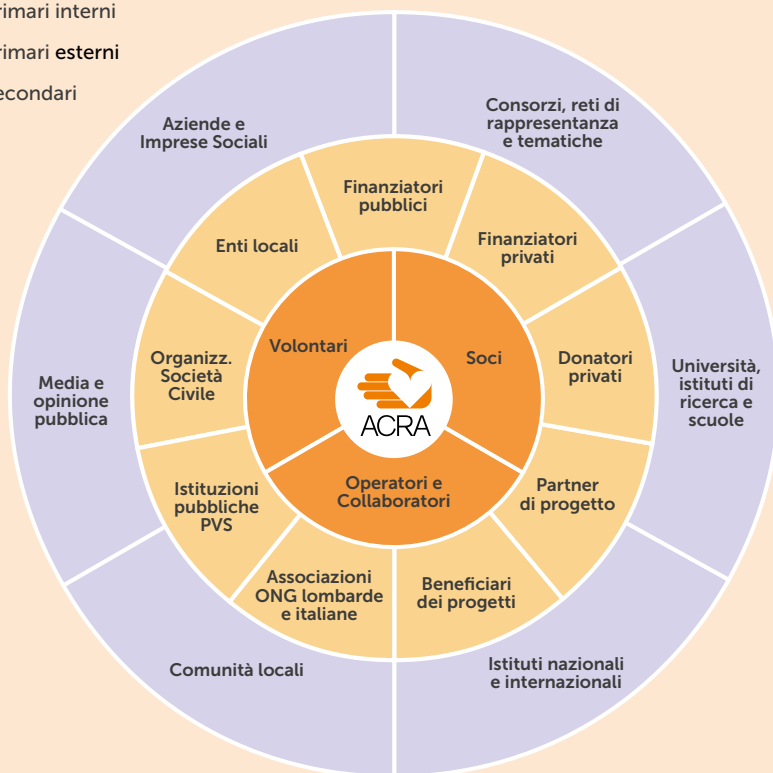 rimari interni
rimari esterni
econdari
Aziende e
Imprese Sociali
Consorzi, reti di
rappresentanza
e tematiche
Finanziatori
pubblici
Enti locali
Finanziatori
privati
Volontari
Soci
Organizz.
Società
Civile
Donatori
privati
Media e
opinione
pubblica
Università,
istituti di
ricerca e
scuole
ACRA
Operatori e
Collaboratori
Istituzioni
pubbliche
PVS
Partner
di progetto
Associazioni
ONG lombarde
e italiane
Beneficiari
dei progetti
Comunità locali
Istituti nazionali
e internazionali